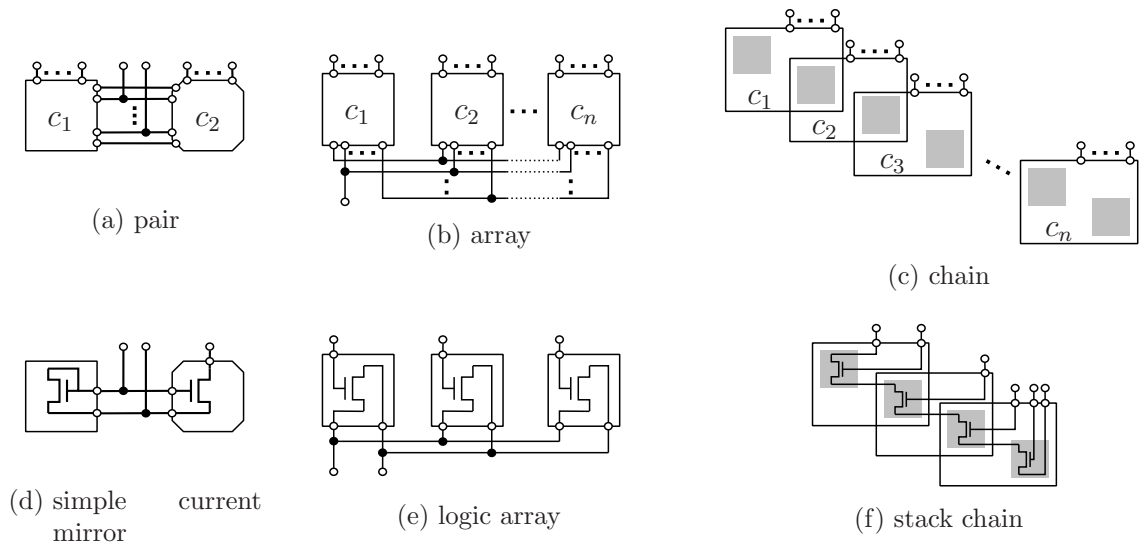 c1
c2
(a) pair
c1
c2
cn
(b) array
c1
c2
c3
cn
(c) chain
(d) simple current
mirror
(e) logic array
(f) stack chain